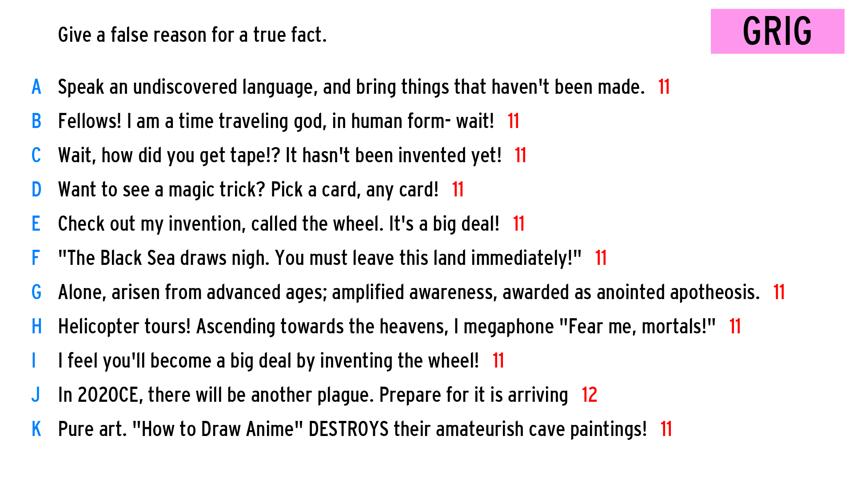 Give a false reason for a true fact.
GRIG
A Speak an undiscovered language, and bring things that haven't been made. 11
B Fellows! I am a time traveling god, in human form- wait! 11
C Wait, how did you get tape!? It hasn't been invented yet! 11
D Want to see a magic trick? Pick a card, any card! 11
E Check out my invention, called the wheel. It's a big deal! 11
F "The Black Sea draws nigh. You must leave this land immediately!" 11
G Alone, arisen from advanced ages; amplified awareness, awarded as anointed apotheosis. 11
H Helicopter tours! Ascending towards the heavens, I megaphone "Fear me, mortals!" 11
I I feel you'll become a big deal by inventing the wheel! 11
J In 2020CE, there will be another plague. Prepare for it is arriving 12
K Pure art. "How to Draw Anime" DESTROYS their amateurish cave paintings! 11